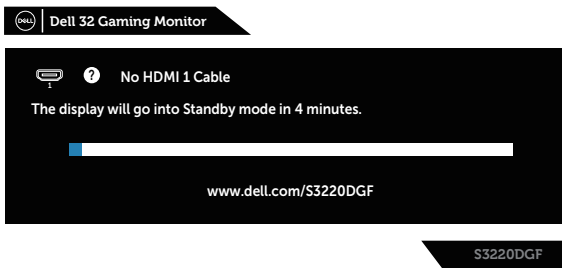 DELL Dell 32 Gaming Monitor
1 ? No HDMI 1 Cable
The display will go into Standby mode in 4 minutes.
www.dell.com/S3220DGF
S3220DGF